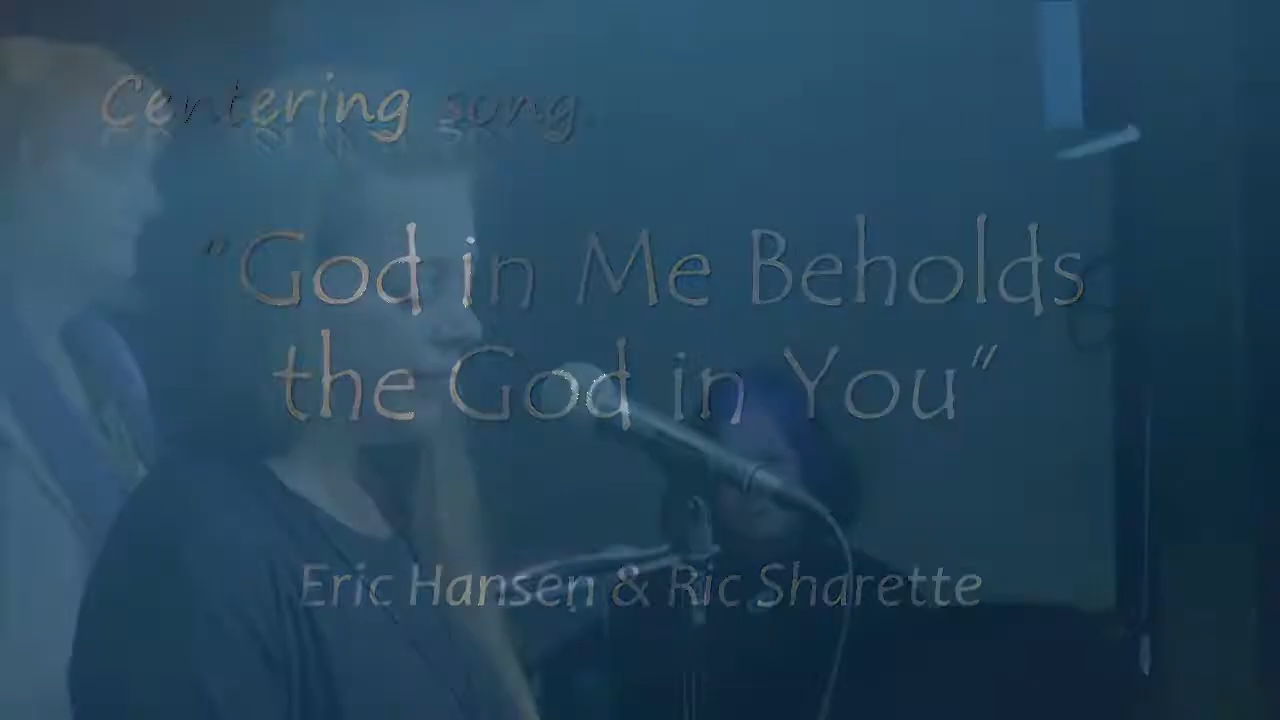 Centering song...
"God in Me Beholds
the God in You"
Eric Hansen & Ric Sharette